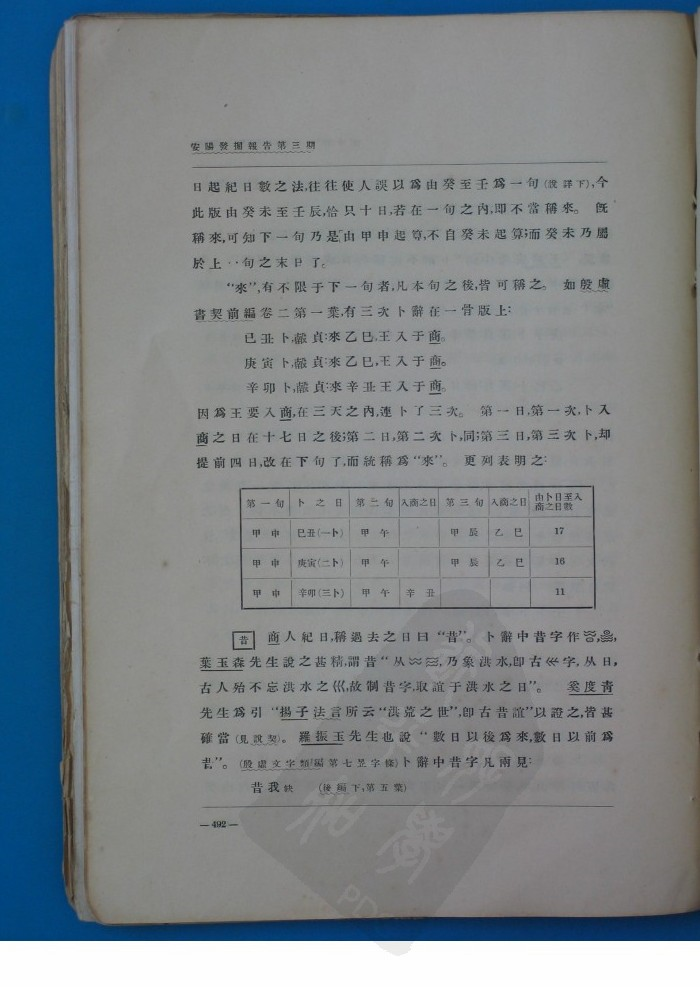 安陽發掘報告第三期
日起紀日數之法,往往使人誤以爲由癸至壬爲一旬(說詳下),今
此版由癸未至壬辰,恰只十日,若在一旬之內,即不當稱來。 旣
稱來,可知下一旬乃是由甲申起算,不自癸未起算;而癸未乃屬
於上一旬之末日了。
“來”,有不限于下一旬者,凡本旬之後,皆可稱之。 如殷虛
書契前編卷二第一葉,有三次卜辭在一骨版上:
巳丑卜,㱿貞:來乙巳,王入于商。
庚寅卜,㱿貞:來乙巳,王入于商。
辛卯卜,㱿貞:來辛丑王入于商。
因爲王要入商,在三天之內,連卜了三次。 第一日,第一次,卜入
商之日在十七日之後;第二日,第二次卜,同;第三日,第三次卜,却
提前四日,改在下旬了,而統稱爲“來”。 更列表明之:
第一旬 卜之日 第二旬 入商之日 第三旬 入商之日 由卜日至入商之日數
甲申 巳丑(一卜) 甲午 甲辰 乙巳 17
甲申 庚寅(二卜) 甲午 甲辰 乙巳 16
甲申 辛卯(三卜) 甲午 辛丑 11
昔 商人紀日,稱過去之日曰“昔”。 卜辭中昔字作
葉玉森先生說之甚精,謂昔“从 ,乃象洪水,即古巛字,从日,
古人殆不忘洪水之巛,故制昔字,取誼于洪水之日”。 奚度靑
先生爲引“揚子法言所云“洪荒之世”,即古昔誼”以證之,皆甚
確當(見說契)。 羅振玉先生也說“數日以後爲來,數日以前爲
昔”。(殷虛文字類編第七昱字條)卜辭中昔字凡兩見:
昔我缺 (後編下,第五葉)
—492—